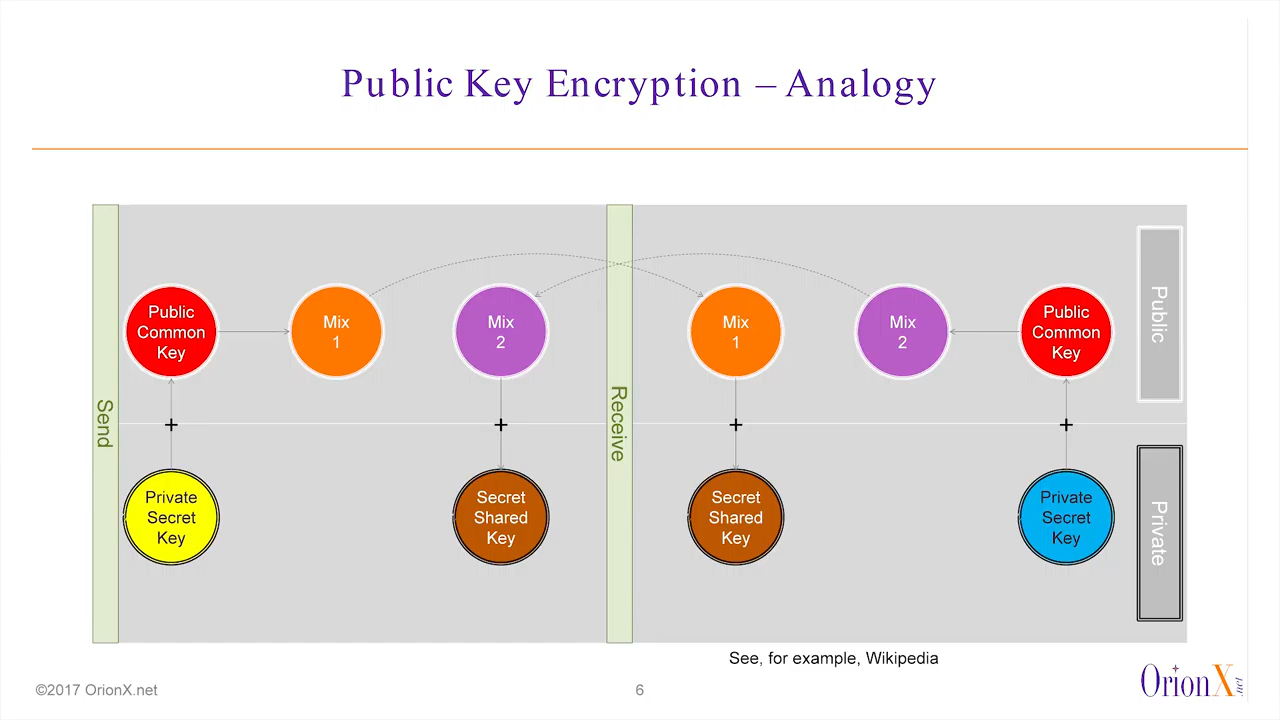 Public Key Encryption – Analogy
Send
Public
Common
Key
Mix
1
Mix
2
Private
Secret
Key
Secret
Shared
Key
Receive
Mix
1
Mix
2
Public
Common
Key
Secret
Shared
Key
Private
Secret
Key
Public
Private
+
+
+
+
See, for example, Wikipedia
©2017 OrionX.net
6
OrionX.net